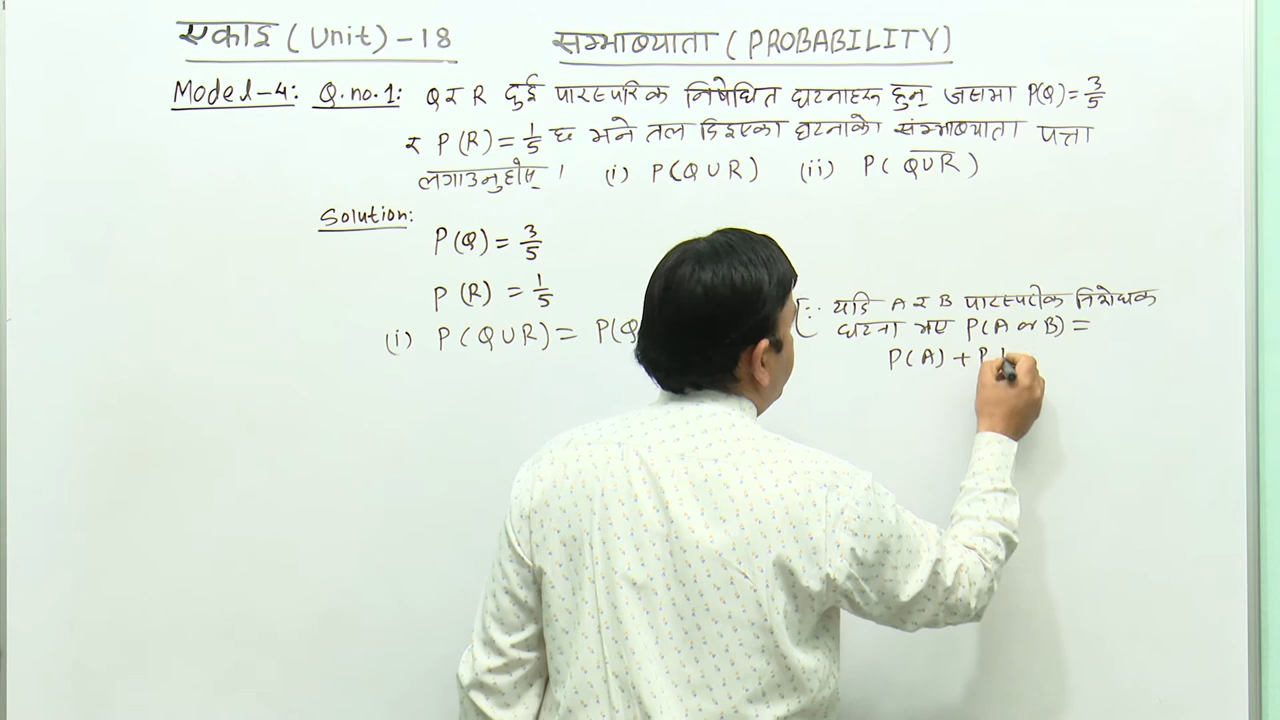 एकाइ (Unit) - 18 सम्भाव्यता (PROBABILITY)
Model-4: Q.no.1: Q र R दुई पारस्परिक निषेधित घटनाहरू हुन् जसमा P(Q) = 3/5
र P(R) = 1/5 छ भने तल दिइएका घटनाको संम्भाव्यता पत्ता
लगाउनुहोस् । (i) P(Q∪R) (ii) P(\overline{Q∪R})
Solution:
P(Q) = 3/5
P(R) = 1/5
(i) P(Q∪R) = P(Q
[∵ यदि A र B पारस्परीक निशेधक
घटना भए P(A or B) =
P(A) + P(